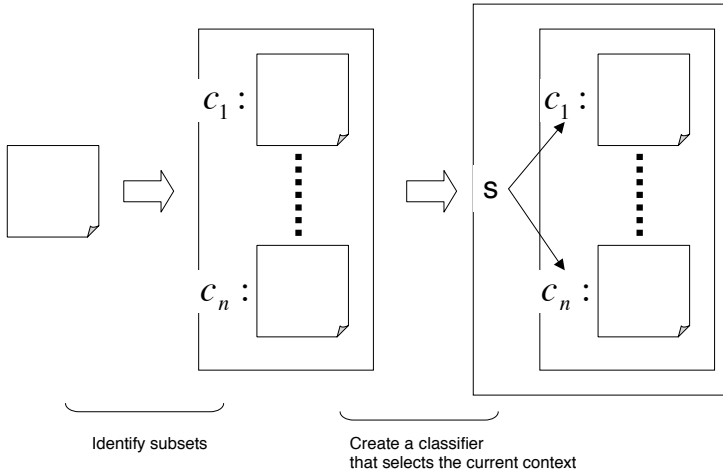 c₁ :
cₙ :
S
c₁ :
cₙ :
Identify subsets
Create a classifier
that selects the current context